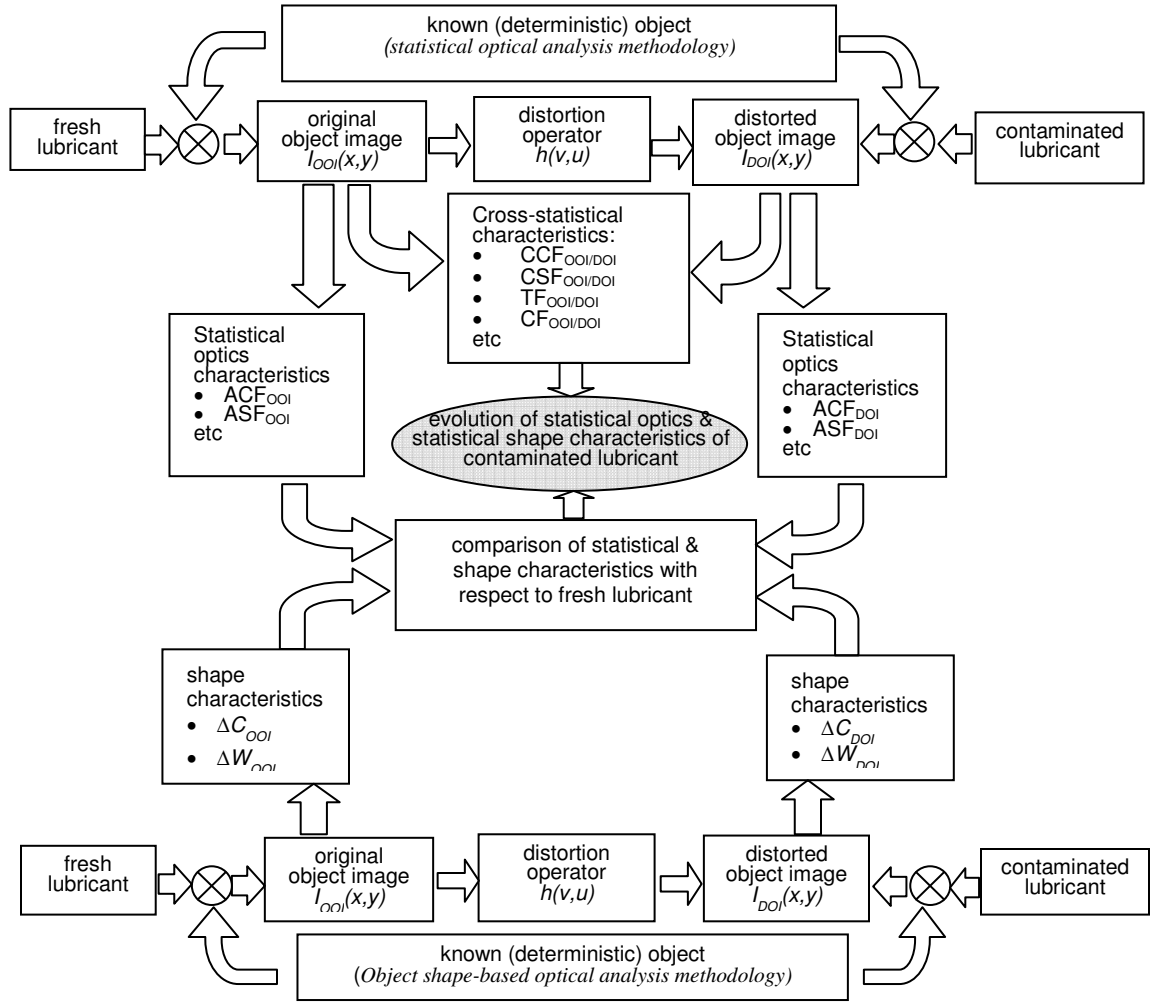 known (deterministic) object
(statistical optical analysis methodology)
fresh
lubricant
original
object image
I_OOI(x,y)
distortion
operator
h(v,u)
distorted
object image
I_DOI(x,y)
contaminated
lubricant
Cross-statistical
characteristics:
• CCF_OOI/DOI
• CSF_OOI/DOI
• TF_OOI/DOI
• CF_OOI/DOI
etc
Statistical
optics
characteristics
• ACF_OOI
• ASF_OOI
etc
Statistical
optics
characteristics
• ACF_DOI
• ASF_DOI
etc
evolution of statistical optics &
statistical shape characteristics of
contaminated lubricant
comparison of statistical &
shape characteristics with
respect to fresh lubricant
shape
characteristics
• ΔC_OOI
• ΔW_OOI
shape
characteristics
• ΔC_DOI
• ΔW_DOI
fresh
lubricant
original
object image
I_OOI(x,y)
distortion
operator
h(v,u)
distorted
object image
I_DOI(x,y)
contaminated
lubricant
known (deterministic) object
(Object shape-based optical analysis methodology)